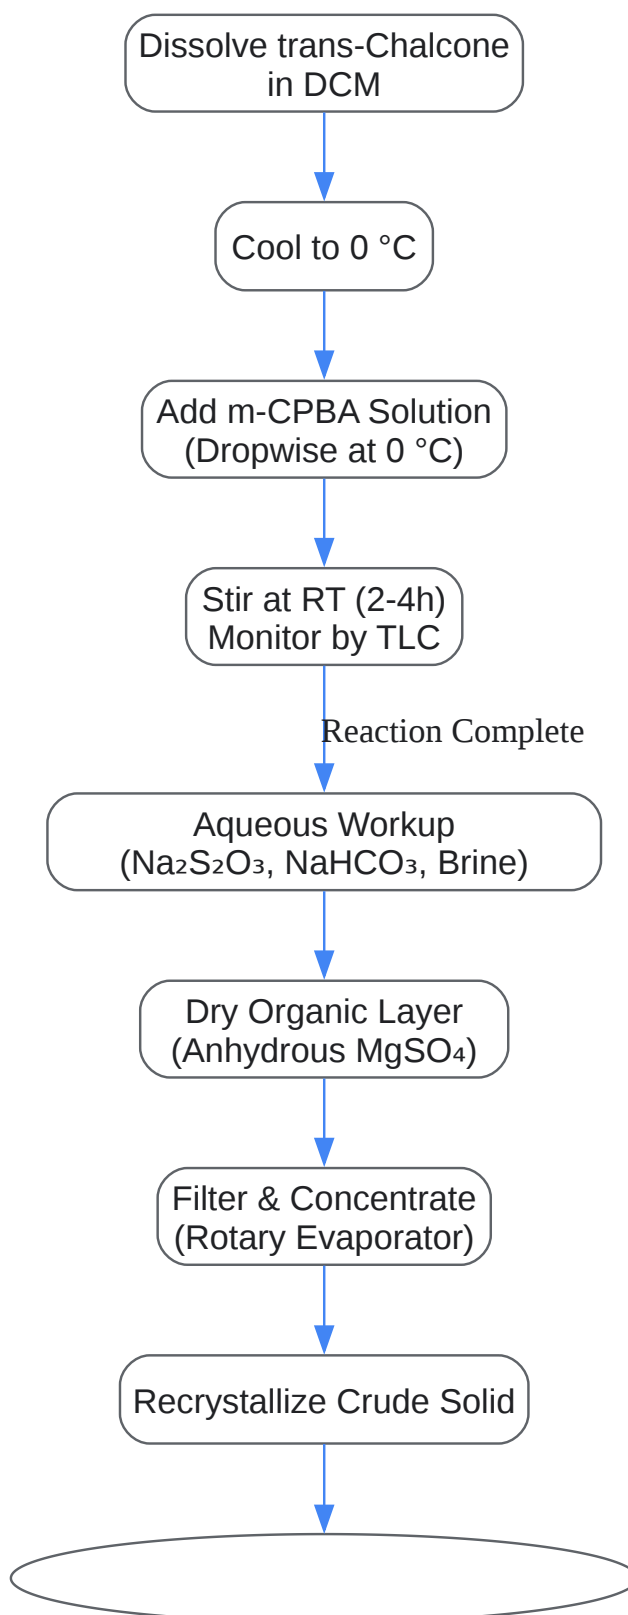 Dissolve trans-Chalcone
in DCM
Cool to 0 °C
Add m-CPBA Solution
(Dropwise at 0 °C)
Stir at RT (2-4h)
Monitor by TLC
Reaction Complete
Aqueous Workup
(Na₂S₂O₃, NaHCO₃, Brine)
Dry Organic Layer
(Anhydrous MgSO₄)
Filter & Concentrate
(Rotary Evaporator)
Recrystallize Crude Solid